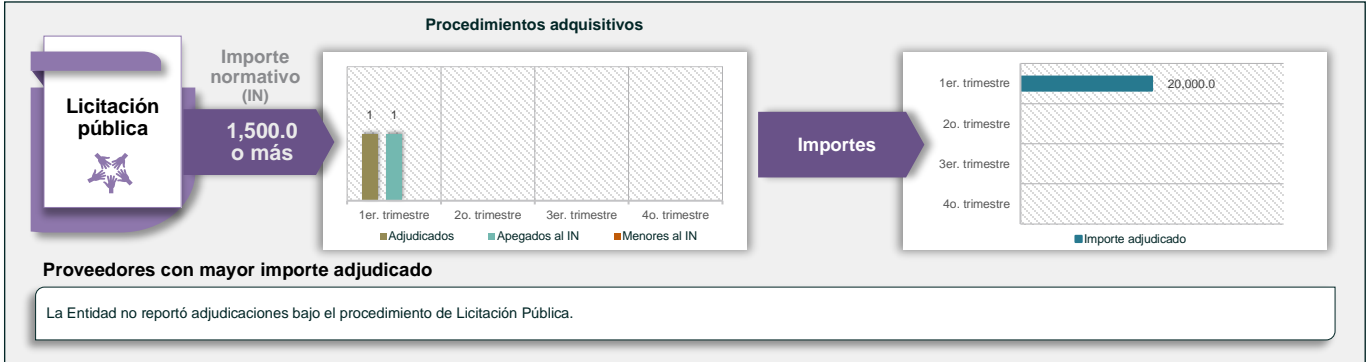 Procedimientos adquisitivos
Licitación
pública
Importe
normativo
(IN)
1,500.0
o más
1 1
1er. trimestre 2o. trimestre 3er. trimestre 4o. trimestre
Adjudicados Apegados al IN Menores al IN
Importes
1er. trimestre 20,000.0
2o. trimestre
3er. trimestre
4o. trimestre
Importe adjudicado
Proveedores con mayor importe adjudicado
La Entidad no reportó adjudicaciones bajo el procedimiento de Licitación Pública.